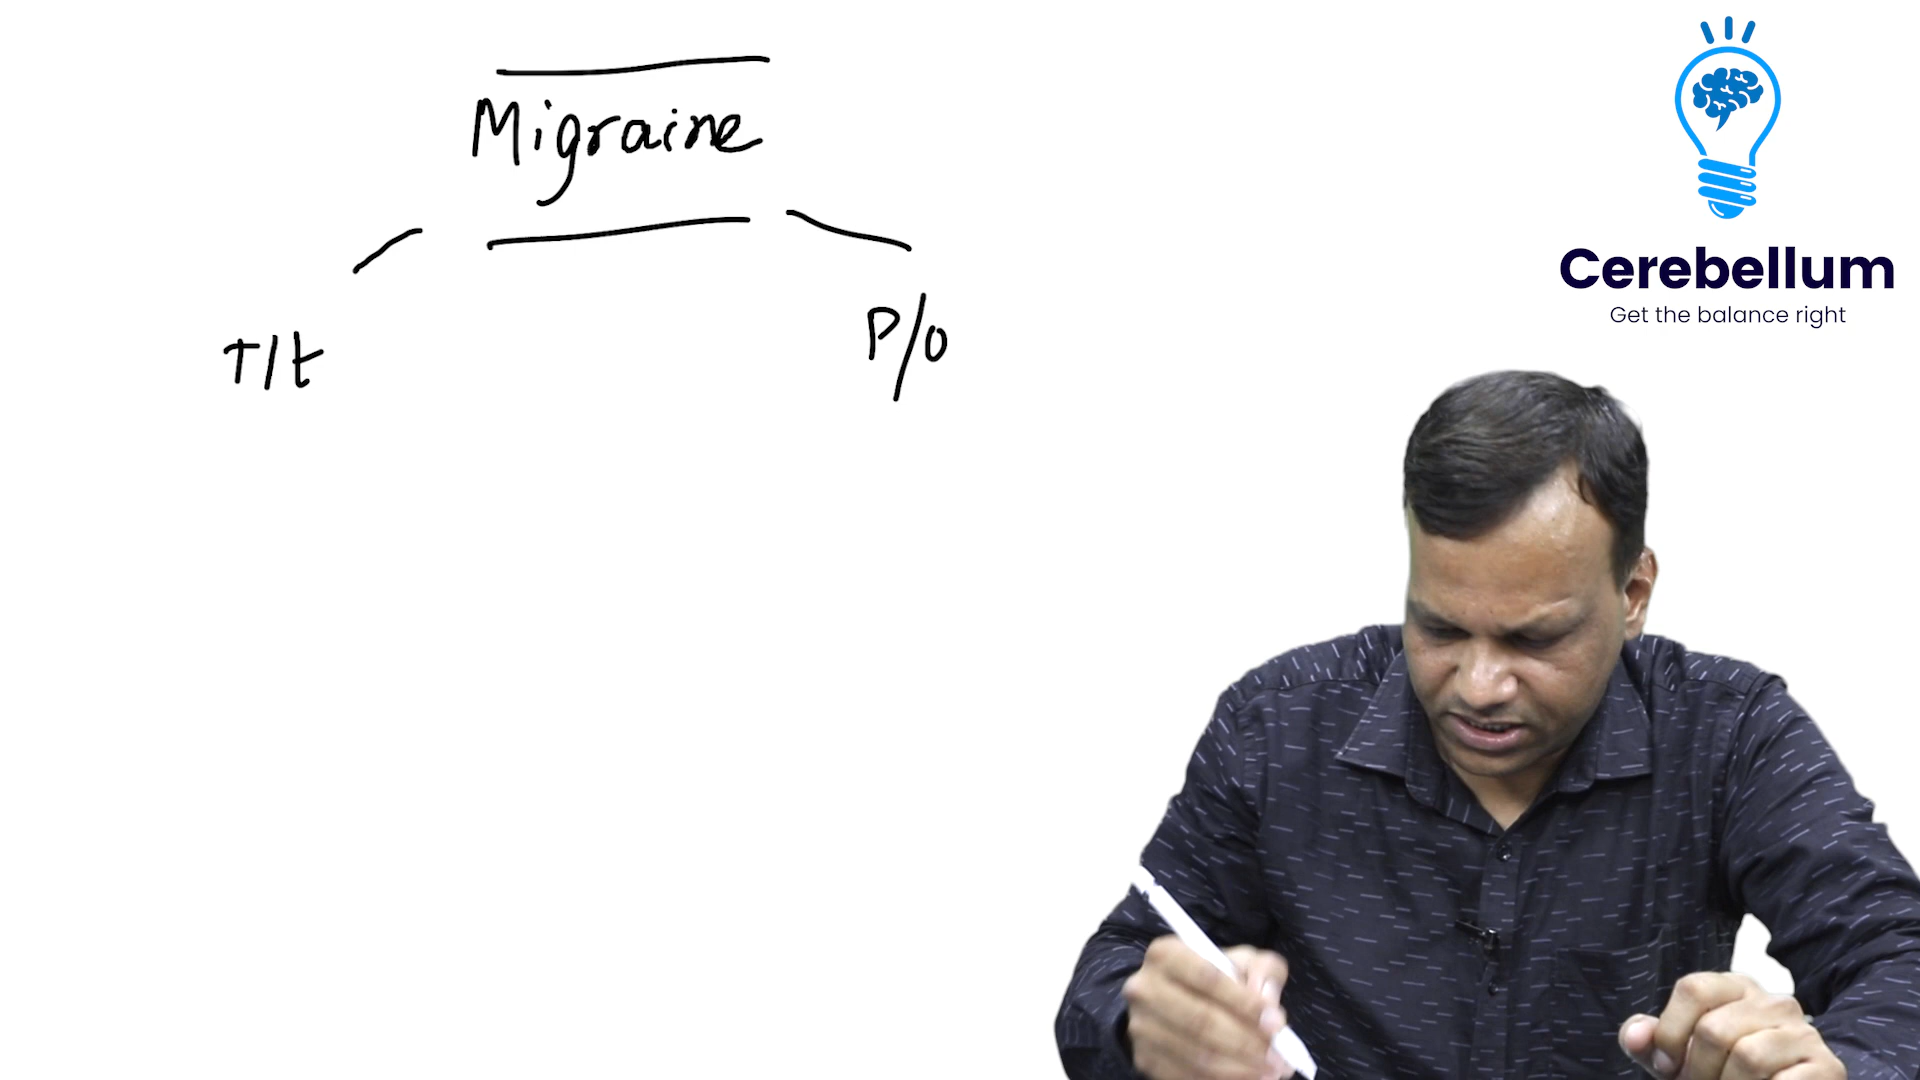 Migraine
T/t
P/o
Cerebellum
Get the balance right